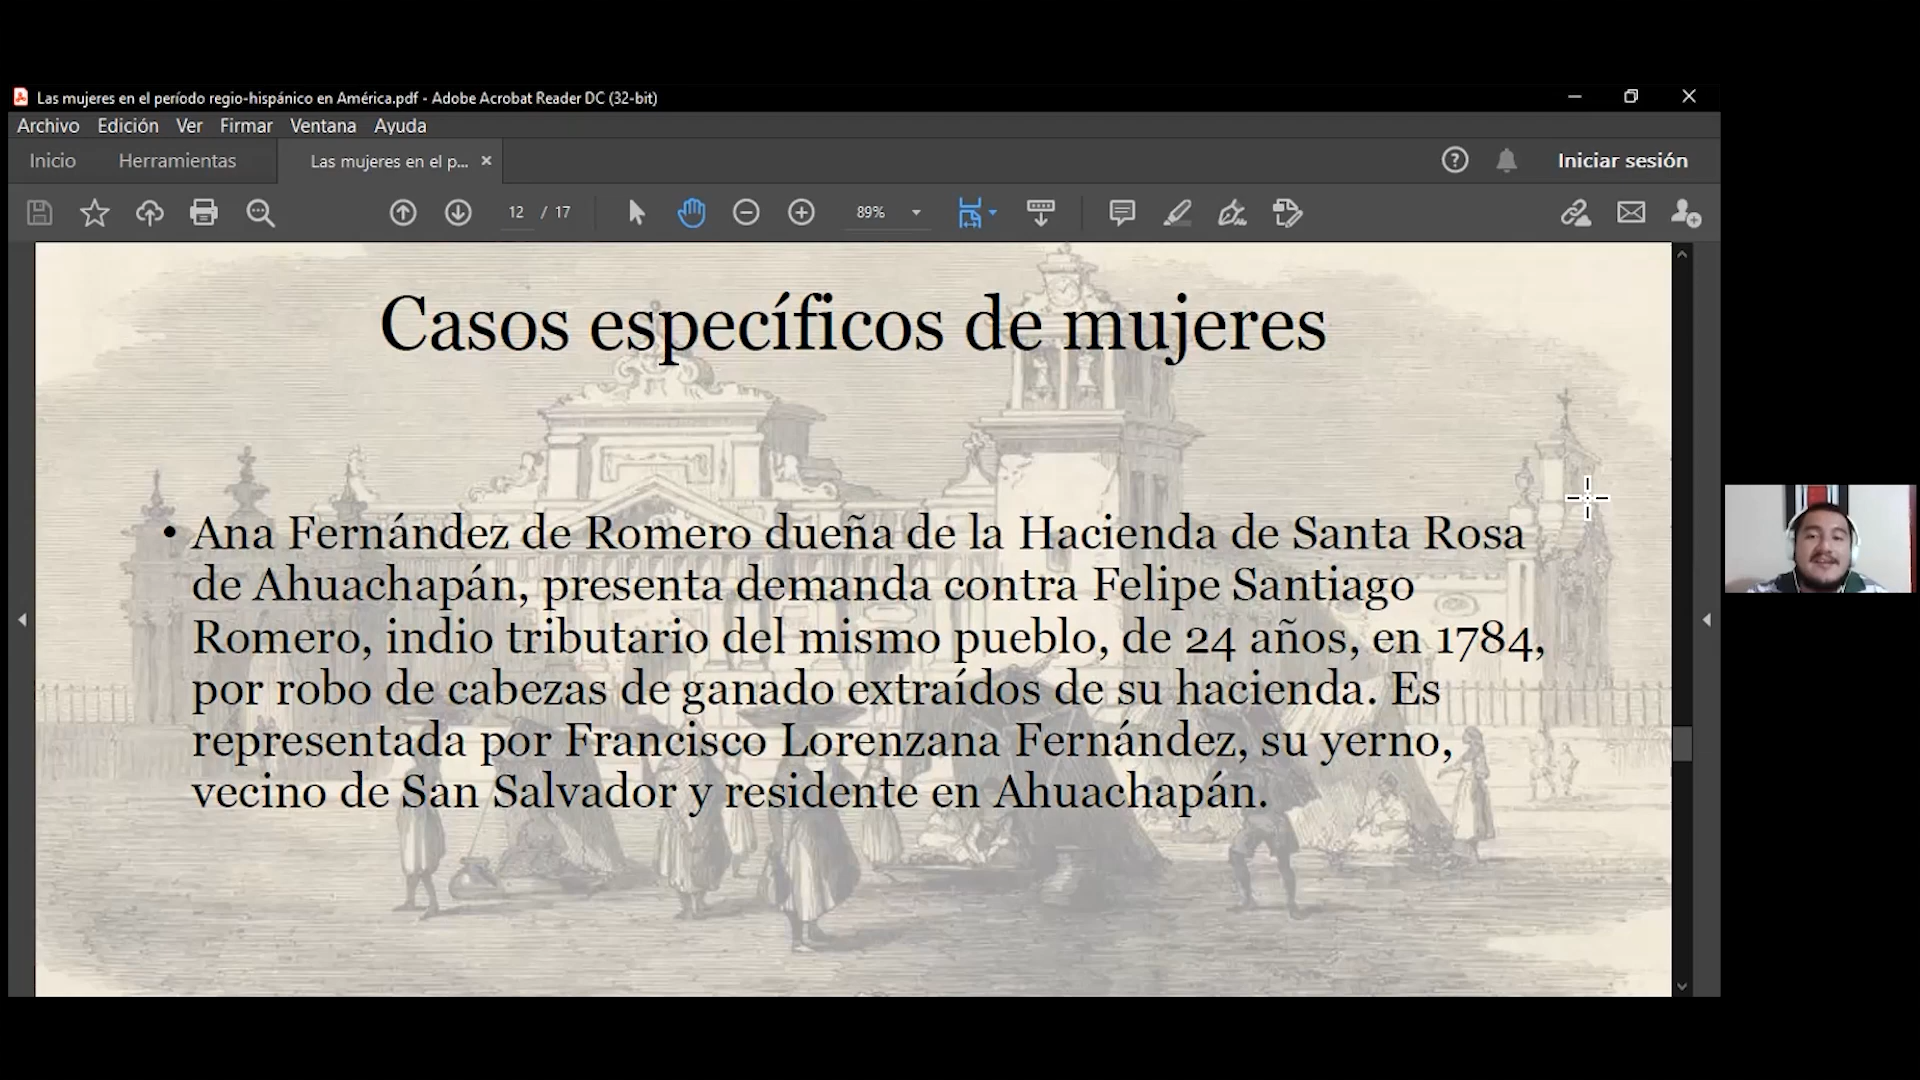 Las mujeres en el período regio-hispánico en América.pdf - Adobe Acrobat Reader DC (32-bit)
Archivo Edición Ver Firmar Ventana Ayuda
Inicio Herramientas Las mujeres en el p... Iniciar sesión
12 / 17 89%
Casos específicos de mujeres
• Ana Fernández de Romero dueña de la Hacienda de Santa Rosa
de Ahuachapán, presenta demanda contra Felipe Santiago
Romero, indio tributario del mismo pueblo, de 24 años, en 1784,
por robo de cabezas de ganado extraídos de su hacienda. Es
representada por Francisco Lorenzana Fernández, su yerno,
vecino de San Salvador y residente en Ahuachapán.